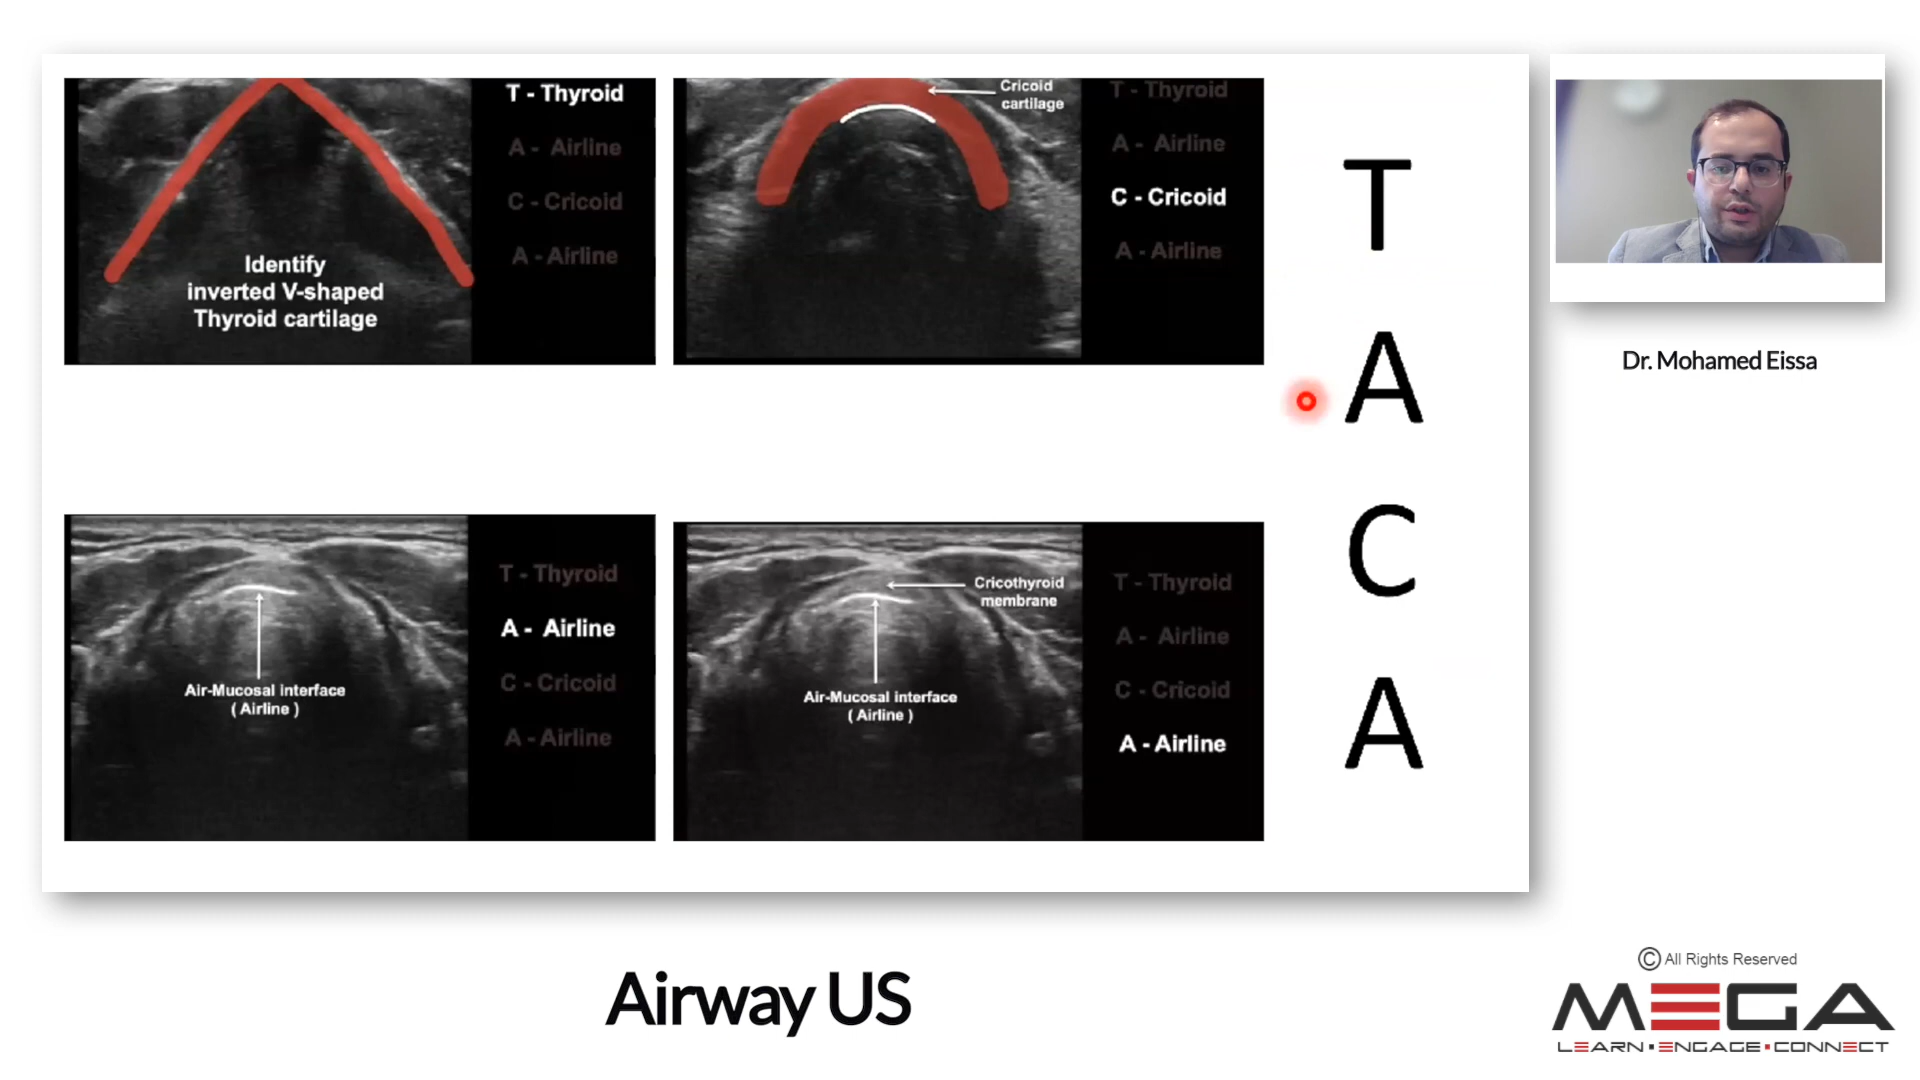 T - Thyroid
A - Airline
C - Cricoid
A - Airline
Identify
inverted V-shaped
Thyroid cartilage
Cricoid
cartilage
T - Thyroid
A - Airline
C - Cricoid
A - Airline
Air-Mucosal interface
( Airline )
T - Thyroid
A - Airline
C - Cricoid
A - Airline
Cricothyroid
membrane
Air-Mucosal interface
( Airline )
T - Thyroid
A - Airline
C - Cricoid
A - Airline
T
A
C
A
Dr. Mohamed Eissa
Airway US
© All Rights Reserved
MEGA
LEARN • ENGAGE • CONNECT